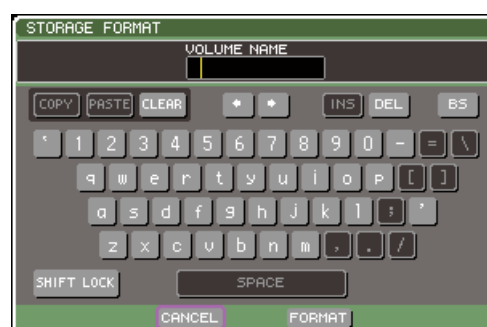 STORAGE FORMAT
VOLUME NAME
COPY PASTE CLEAR INS DEL BS
` 1 2 3 4 5 6 7 8 9 0 - = \
q w e r t y u i o p [ ]
a s d f g h j k l ; '
z x c v b n m , . /
SHIFT LOCK SPACE
CANCEL FORMAT